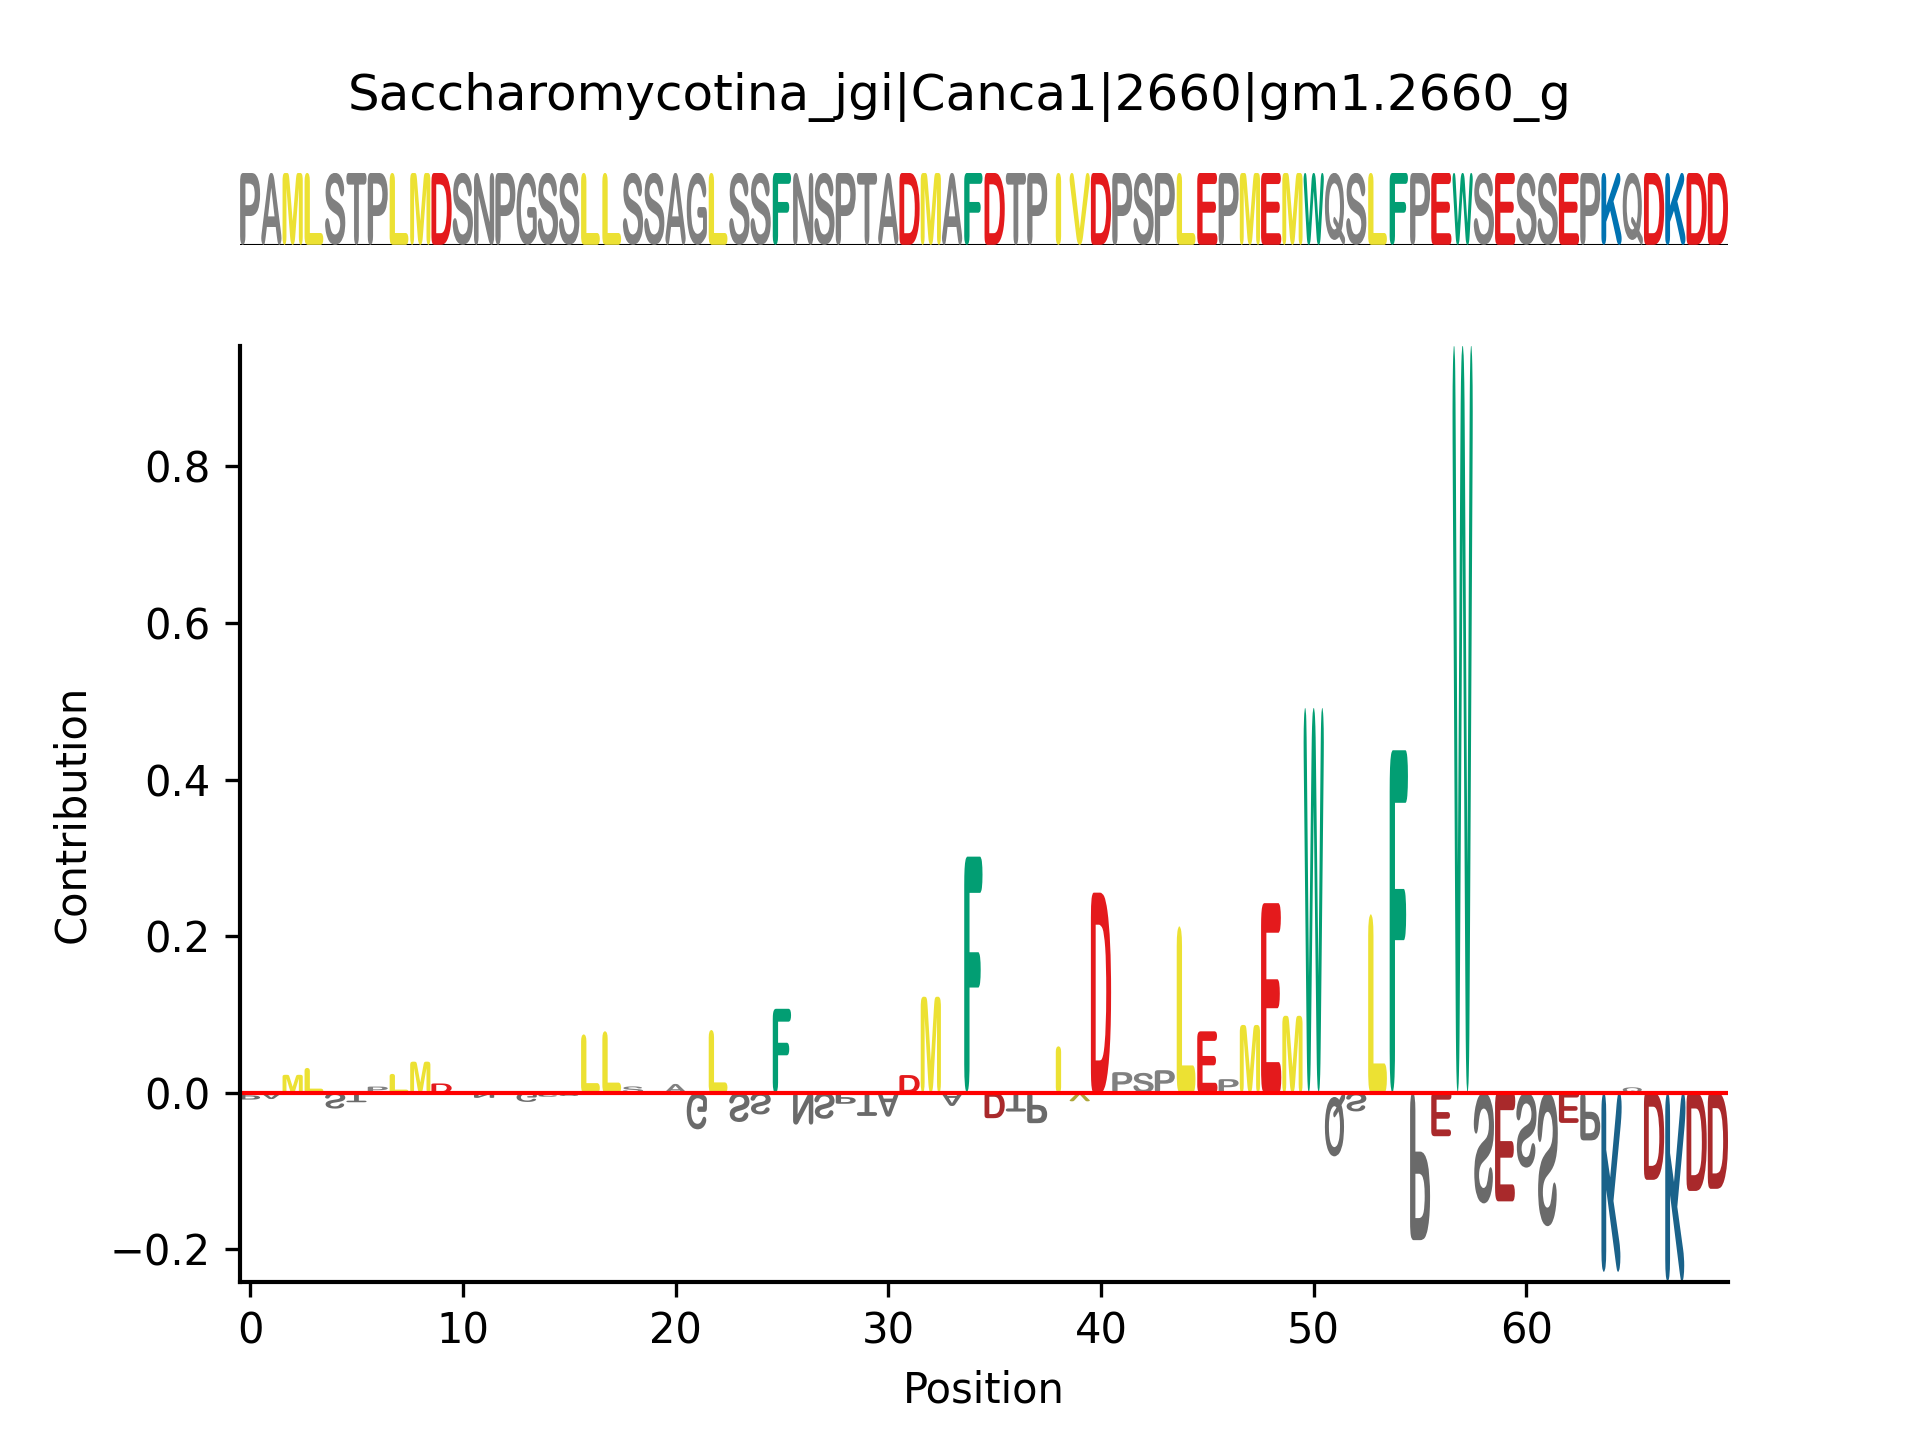 Saccharomycotina_jgi|Canca1|2660|gm1.2660_g
PAMLSTPLMDSNPGSSLLSSAGLSSFNSPTADMAFDTPIVDPSPLEPMEMWQSLFPEWSESSEPKQDKDD
Contribution
0.8
0.6
0.4
0.2
0.0
−0.2
0 10 20 30 40 50 60
Position